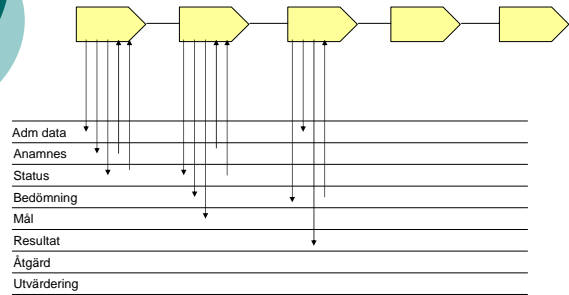 Adm data
Anamnes
Status
Bedömning
Mål
Resultat
Åtgärd
Utvärdering